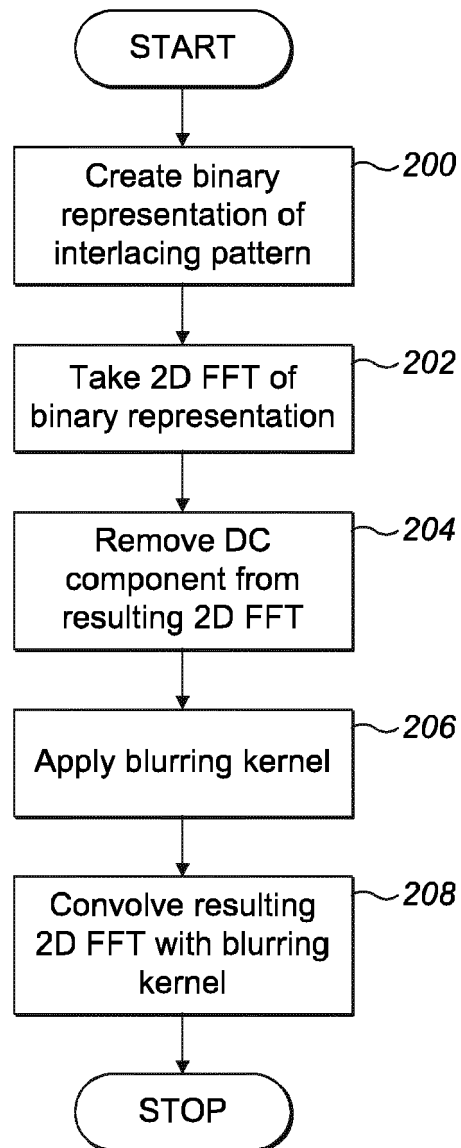 START
200
Create binary
representation of
interlacing pattern
202
Take 2D FFT of
binary representation
204
Remove DC
component from
resulting 2D FFT
206
Apply blurring kernel
208
Convolve resulting
2D FFT with blurring
kernel
STOP